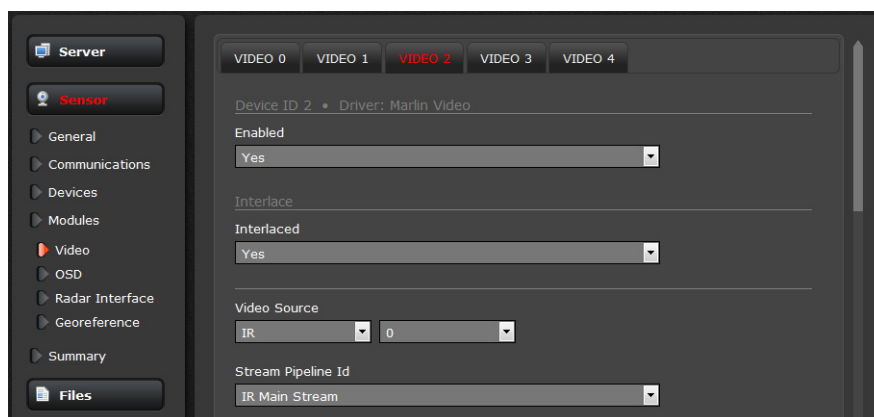 Server
Sensor
General
Communications
Devices
Modules
Video
OSD
Radar Interface
Georeference
Summary
Files
VIDEO 0 VIDEO 1 VIDEO 2 VIDEO 3 VIDEO 4
Device ID 2 • Driver: Marlin Video
Enabled
Yes
Interlace
Interlaced
Yes
Video Source
IR 0
Stream Pipeline Id
IR Main Stream